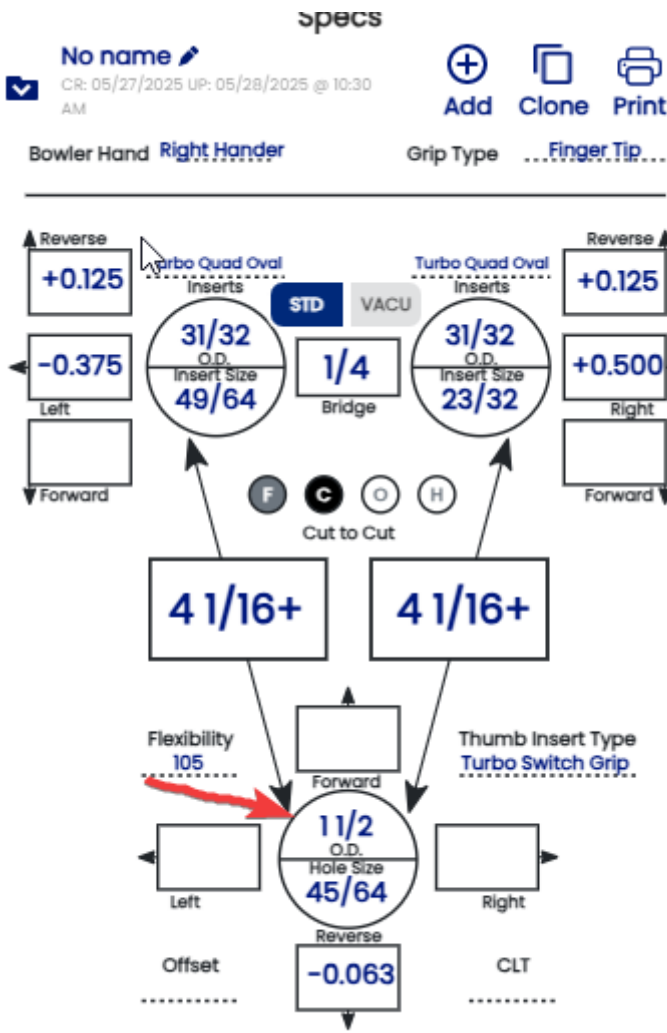 Specs
No name
CR: 05/27/2025 UP: 05/28/2025 @ 10:30
AM
Add Clone Print
Bowler Hand Right Hander Grip Type Finger Tip
Reverse Reverse
+0.125 +0.125
Turbo Quad Oval Turbo Quad Oval
Inserts Inserts
STD VACU
31/32 31/32
O.D. O.D.
-0.375 1/4 +0.500
Insert Size Insert Size
49/64 23/32
Left Bridge Right
Forward Forward
F C O H
Cut to Cut
4 1/16+ 4 1/16+
Flexibility Thumb Insert Type
105 Turbo Switch Grip
Forward
1 1/2
O.D.
Hole Size
45/64
Left Right
Reverse
Offset -0.063 CLT